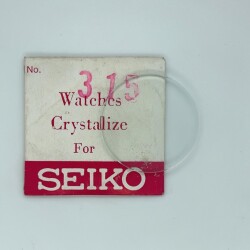 No. 315
Watches
Crystalize
For
SEIKO